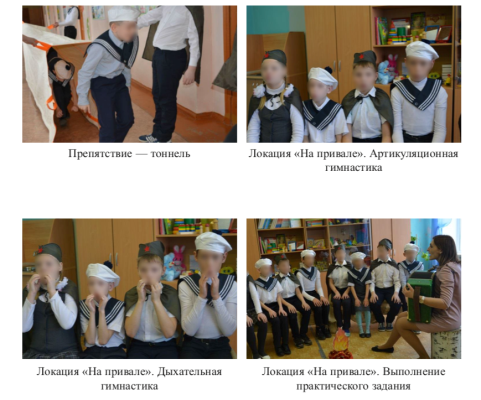 Препятствие — тоннель
Локация «На привале». Артикуляционная
гимнастика
Локация «На привале». Дыхательная
гимнастика
Локация «На привале». Выполнение
практического задания